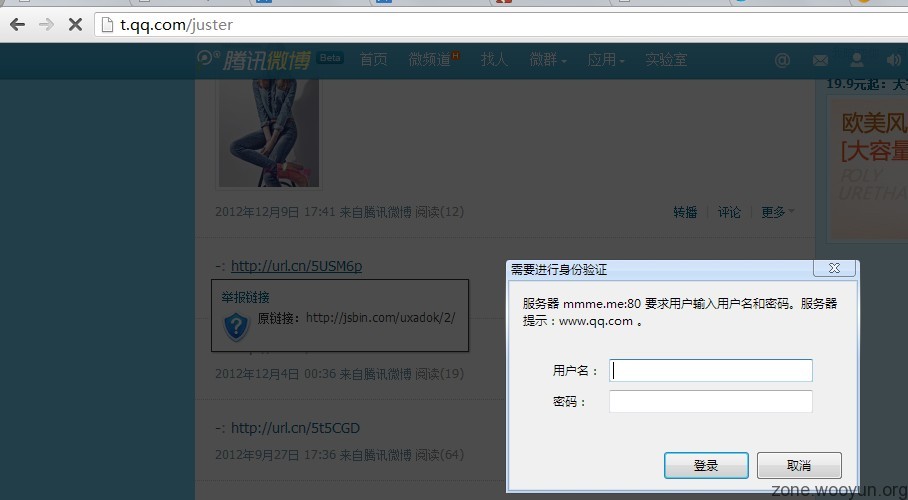 t.qq.com/juster
腾讯微博 Beta 首页 微频道 H 找人 微群 应用 实验室 @
19.9元起：大
欧美风
[大容量
POLY
URETHA
2012年12月9日 17:41 来自腾讯微博 阅读(12) 转播 | 评论 | 更多
-: http://url.cn/5USM6p
举报链接
原链接：http://jsbin.com/uxadok/2/
2012年12月4日 00:36 来自腾讯微博 阅读(19)
-: http://url.cn/5t5CGD
2012年9月27日 17:36 来自腾讯微博 阅读(64)
需要进行身份验证
服务器 mmme.me:80 要求用户输入用户名和密码。服务器
提示：www.qq.com 。
用户名：
密码：
登录 取消
zone.wooyun.org